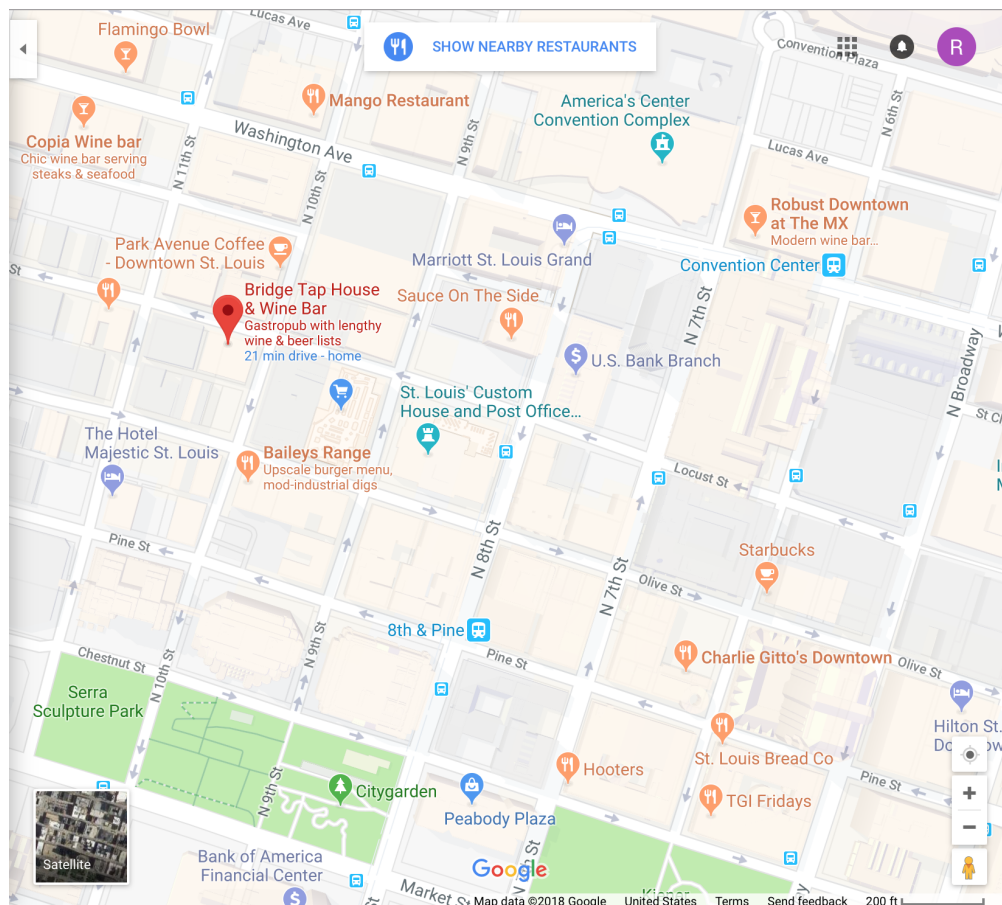 Lucas Ave
Flamingo Bowl
SHOW NEARBY RESTAURANTS
R
Convention Plaza
Mango Restaurant
America's Center
Convention Complex
N 6th St
Copia Wine bar
Chic wine bar serving
steaks & seafood
Washington Ave
N 9th St
N 11th St
Lucas Ave
N 10th St
Robust Downtown
at The MX
Modern wine bar...
Park Avenue Coffee
- Downtown St. Louis
Marriott St. Louis Grand
Convention Center
St
Bridge Tap House
& Wine Bar
Gastropub with lengthy
wine & beer lists
21 min drive - home
Sauce On The Side
N 7th St
U.S. Bank Branch
N Broadway
St. Louis' Custom
House and Post Office...
St C
The Hotel
Majestic St. Louis
Baileys Range
Upscale burger menu,
mod-industrial digs
Locust St
Pine St
N 8th St
Starbucks
Olive St
N 7th St
8th & Pine
N 9th St
Pine St
Charlie Gitto's Downtown
Olive St
Chestnut St
N 10th St
Serra
Sculpture Park
Hilton St.
St. Louis Bread Co
Hooters
Pine St
N 9th St
Citygarden
TGI Fridays
Peabody Plaza
Satellite
Bank of America
Financial Center
Google
St
Market S
Map data ©2018 Google United States Terms Send feedback 200 ft